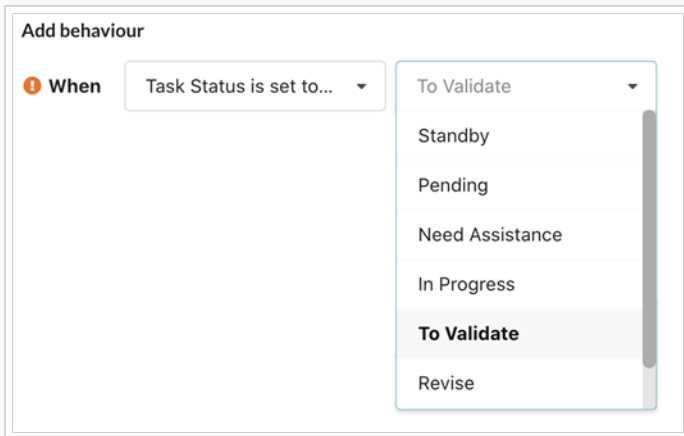 Add behaviour
When Task Status is set to... To Validate
Standby
Pending
Need Assistance
In Progress
To Validate
Revise